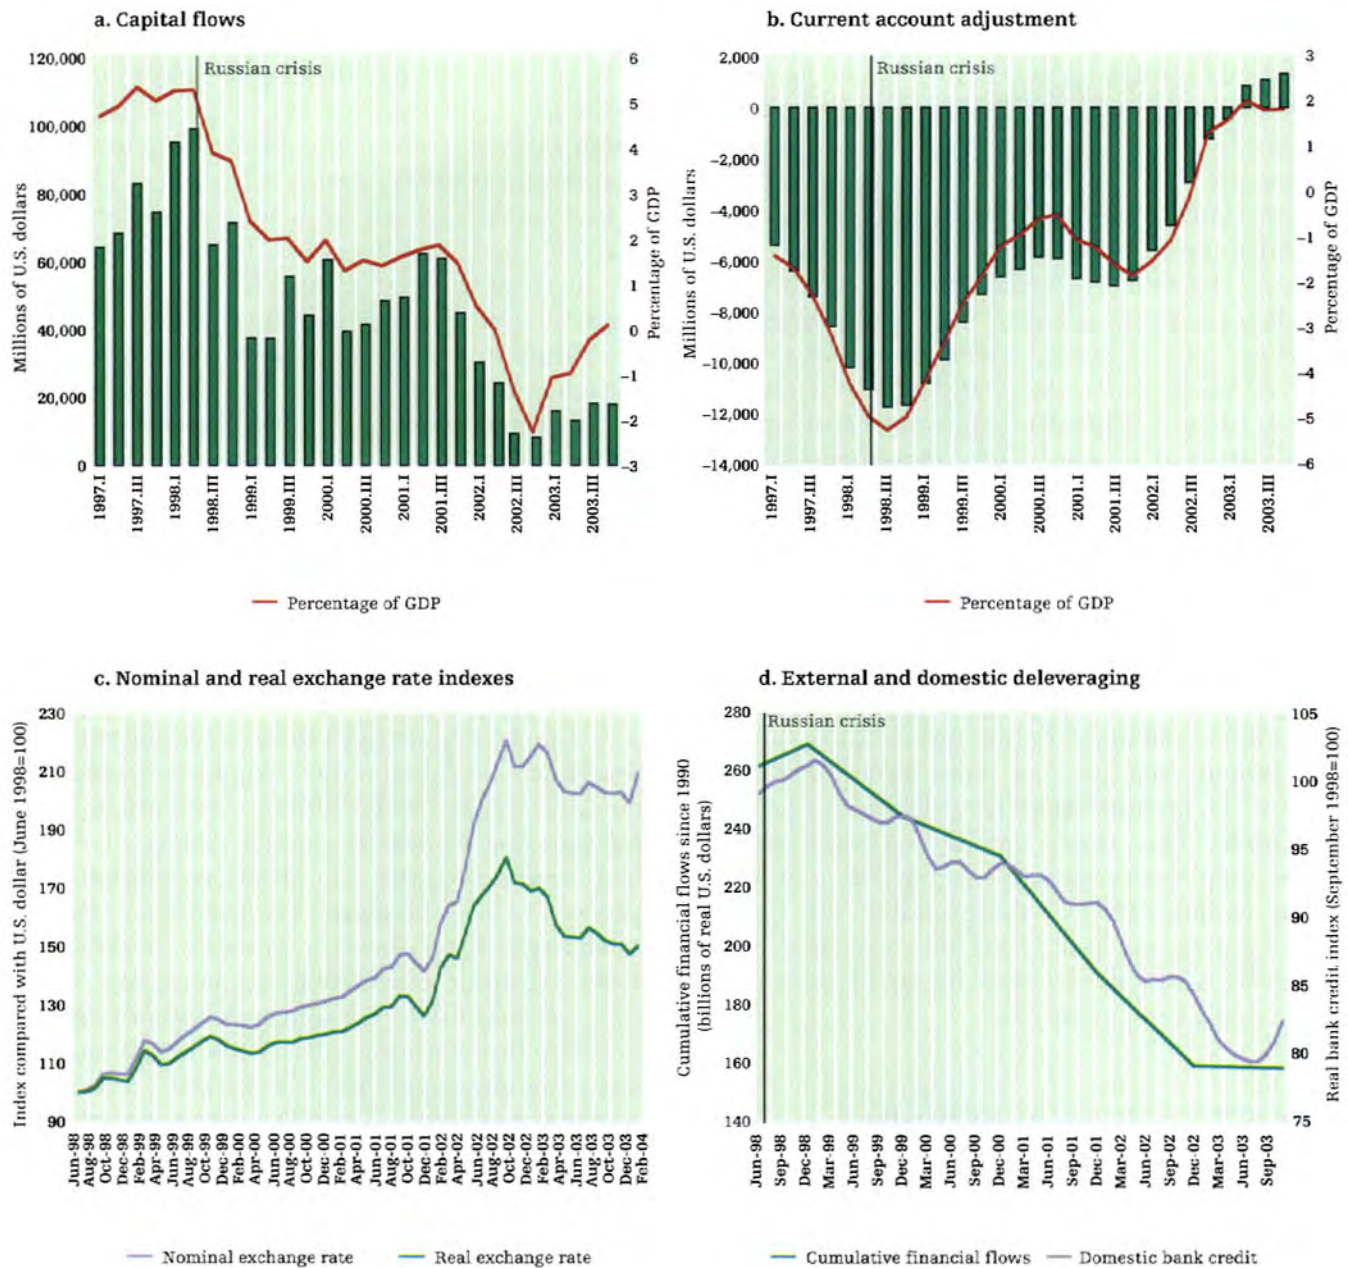 a. Capital flows
120,000
100,000
80,000
60,000
40,000
20,000
0
Millions of U.S. dollars
Russian crisis
6
5
4
3
2
1
0
–1
–2
–3
Percentage of GDP
1997.I
1997.III
1998.I
1998.III
1999.I
1999.III
2000.I
2000.III
2001.I
2001.III
2002.I
2002.III
2003.I
2003.III
Percentage of GDP
b. Current account adjustment
2,000
0
–2,000
–4,000
–6,000
–8,000
–10,000
–12,000
–14,000
Millions of U.S. dollars
Russian crisis
3
2
1
0
–1
–2
–3
–4
–5
–6
Percentage of GDP
1997.I
1997.III
1998.I
1998.III
1999.I
1999.III
2000.I
2000.III
2001.I
2001.III
2002.I
2002.III
2003.I
2003.III
Percentage of GDP
c. Nominal and real exchange rate indexes
230
210
190
170
150
130
110
90
Index compared with U.S. dollar (June 1998=100)
Jun-98
Aug-98
Oct-98
Dec-98
Feb-99
Apr-99
Jun-99
Aug-99
Oct-99
Dec-99
Feb-00
Apr-00
Jun-00
Aug-00
Oct-00
Dec-00
Feb-01
Apr-01
Jun-01
Aug-01
Oct-01
Dec-01
Feb-02
Apr-02
Jun-02
Aug-02
Oct-02
Dec-02
Feb-03
Apr-03
Jun-03
Aug-03
Oct-03
Dec-03
Feb-04
Nominal exchange rate
Real exchange rate
d. External and domestic deleveraging
280
260
240
220
200
180
160
140
Cumulative financial flows since 1990
(billions of real U.S. dollars)
Russian crisis
105
100
95
90
85
80
75
Real bank credit index (September 1998=100)
Jun-98
Sep-98
Dec-98
Mar-99
Jun-99
Sep-99
Dec-99
Mar-00
Jun-00
Sep-00
Dec-00
Mar-01
Jun-01
Sep-01
Dec-01
Mar-02
Jun-02
Sep-02
Dec-02
Mar-03
Jun-03
Sep-03
Cumulative financial flows
Domestic bank credit